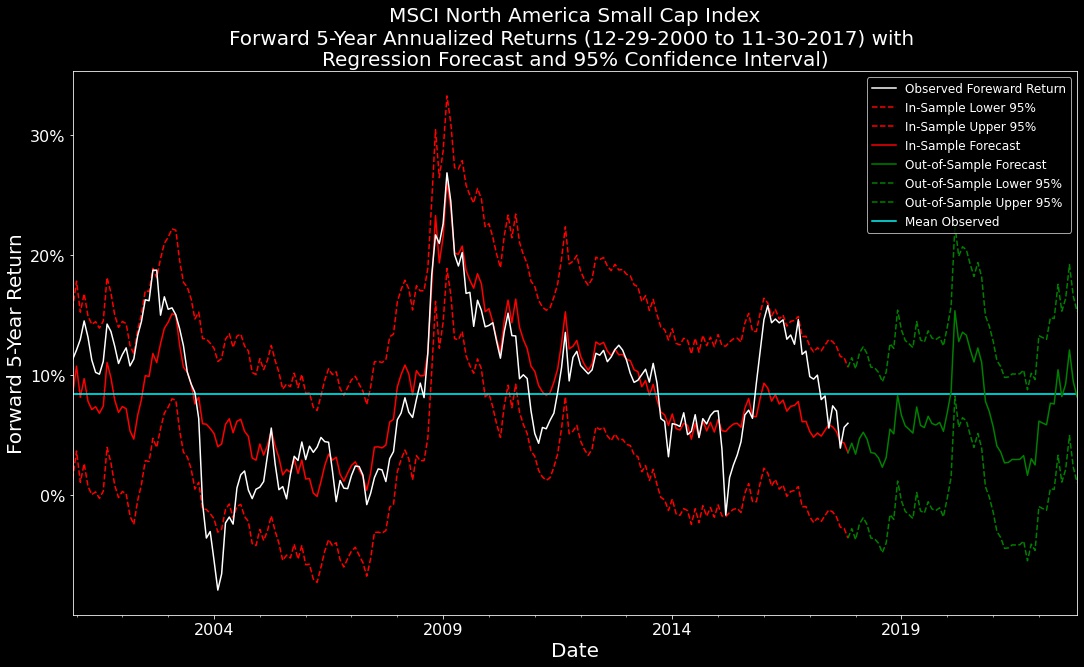 MSCI North America Small Cap Index
Forward 5-Year Annualized Returns (12-29-2000 to 11-30-2017) with
Regression Forecast and 95% Confidence Interval)
Observed Foreward Return
In-Sample Lower 95%
In-Sample Upper 95%
In-Sample Forecast
Out-of-Sample Forecast
Out-of-Sample Lower 95%
Out-of-Sample Upper 95%
Mean Observed
Forward 5-Year Return
30%
20%
10%
0%
2004
2009
2014
2019
Date